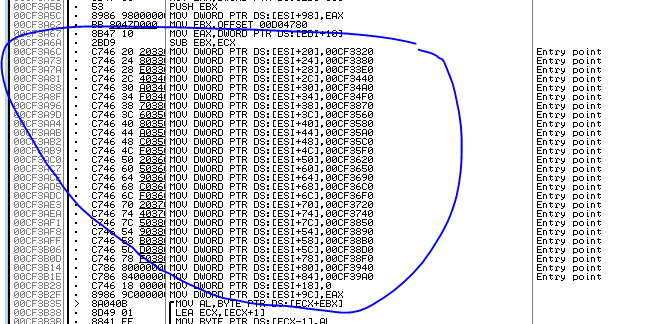 00CF3A5B · 53 PUSH EBX
00CF3A5C · 8986 98000000 MOV DWORD PTR DS:[ESI+98],EAX
00CF3A62 · BB 8047D000 MOV EBX,OFFSET 00D04780
00CF3A67 · 8B47 10 MOV EAX,DWORD PTR DS:[EDI+10]
00CF3A6A · 2BD9 SUB EBX,ECX
00CF3A6C · C746 20 2033 MOV DWORD PTR DS:[ESI+20],00CF3320 Entry point
00CF3A73 · C746 24 8033 MOV DWORD PTR DS:[ESI+24],00CF3380 Entry point
00CF3A7A · C746 28 E033 MOV DWORD PTR DS:[ESI+28],00CF33E0 Entry point
00CF3A81 · C746 2C 4034 MOV DWORD PTR DS:[ESI+2C],00CF3440 Entry point
00CF3A88 · C746 30 A034 MOV DWORD PTR DS:[ESI+30],00CF34A0 Entry point
00CF3A8F · C746 34 F034 MOV DWORD PTR DS:[ESI+34],00CF34F0 Entry point
00CF3A96 · C746 38 7038 MOV DWORD PTR DS:[ESI+38],00CF3870 Entry point
00CF3A9D · C746 3C 6035 MOV DWORD PTR DS:[ESI+3C],00CF3560 Entry point
00CF3AA4 · C746 40 3035 MOV DWORD PTR DS:[ESI+40],00CF3530 Entry point
00CF3AAB · C746 44 A035 MOV DWORD PTR DS:[ESI+44],00CF35A0 Entry point
00CF3AB2 · C746 48 C035 MOV DWORD PTR DS:[ESI+48],00CF35C0 Entry point
00CF3AB9 · C746 4C F035 MOV DWORD PTR DS:[ESI+4C],00CF35F0 Entry point
00CF3AC0 · C746 50 2036 MOV DWORD PTR DS:[ESI+50],00CF3620 Entry point
00CF3AC7 · C746 60 5036 MOV DWORD PTR DS:[ESI+60],00CF3650 Entry point
00CF3ACE · C746 64 9036 MOV DWORD PTR DS:[ESI+64],00CF3690 Entry point
00CF3AD5 · C746 68 C036 MOV DWORD PTR DS:[ESI+68],00CF36C0 Entry point
00CF3ADC · C746 6C F036 MOV DWORD PTR DS:[ESI+6C],00CF36F0 Entry point
00CF3AE3 · C746 70 2037 MOV DWORD PTR DS:[ESI+70],00CF3720 Entry point
00CF3AEA · C746 74 4037 MOV DWORD PTR DS:[ESI+74],00CF3740 Entry point
00CF3AF1 · C746 7C 5038 MOV DWORD PTR DS:[ESI+7C],00CF3850 Entry point
00CF3AF8 · C746 54 9038 MOV DWORD PTR DS:[ESI+54],00CF3890 Entry point
00CF3AFF · C746 58 B038 MOV DWORD PTR DS:[ESI+58],00CF38B0 Entry point
00CF3B06 · C746 5C D038 MOV DWORD PTR DS:[ESI+5C],00CF38D0 Entry point
00CF3B0D · C746 78 F038 MOV DWORD PTR DS:[ESI+78],00CF38F0 Entry point
00CF3B14 · C786 80000000 MOV DWORD PTR DS:[ESI+80],00CF3940 Entry point
00CF3B1E · C786 84000000 MOV DWORD PTR DS:[ESI+84],00CF39A0 Entry point
00CF3B28 · C746 18 0000 MOV DWORD PTR DS:[ESI+18],0
00CF3B2F · 8986 9C000000 MOV DWORD PTR DS:[ESI+9C],EAX
00CF3B35 > 8A040B MOV AL,BYTE PTR DS:[ECX+EBX]
00CF3B38 · 8D49 01 LEA ECX,[ECX+1]
00CF3B3B · 8841 FF MOV BYTE PTR DS:[ECX-1],AL